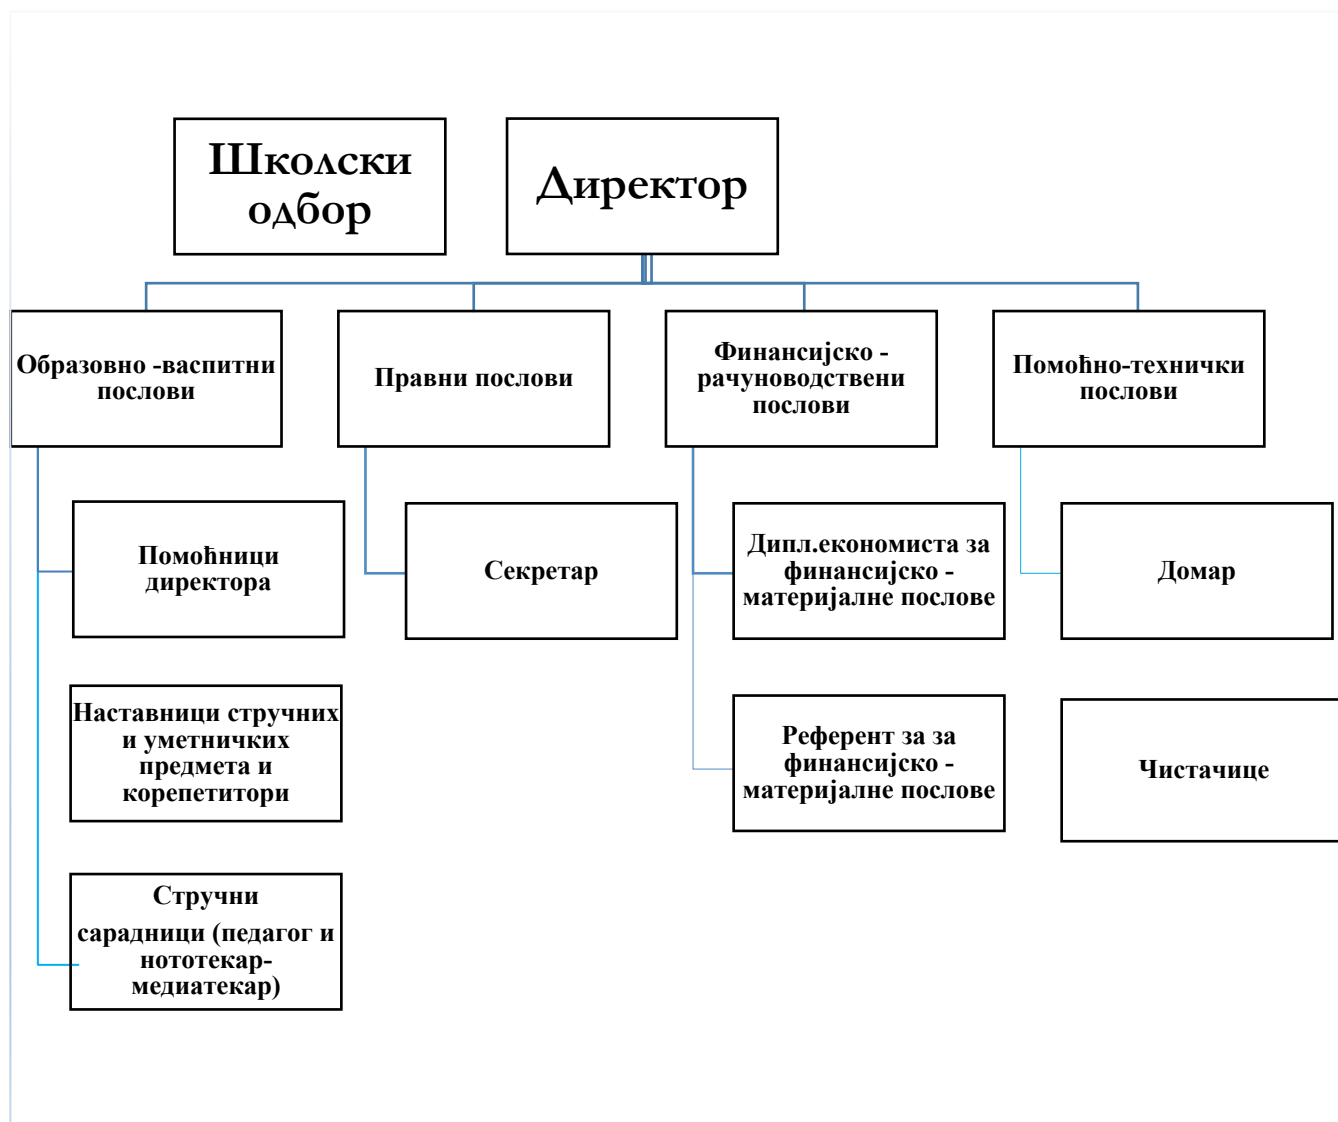 Школски
одбор
Директор
Образовно -васпитни
послови
Правни послови
Финансијско -
рачуноводствени
послови
Помоћно-технички
послови
Помоћници
директора
Секретар
Дипл.економиста за
финансијско -
материјалне послове
Домар
Наставници стручних
и уметничких
предмета и
корепетитори
Референт за за
финансијско -
материјалне послове
Чистачице
Стручни
сарадници (педагог и
нототекар-
медиатекар)